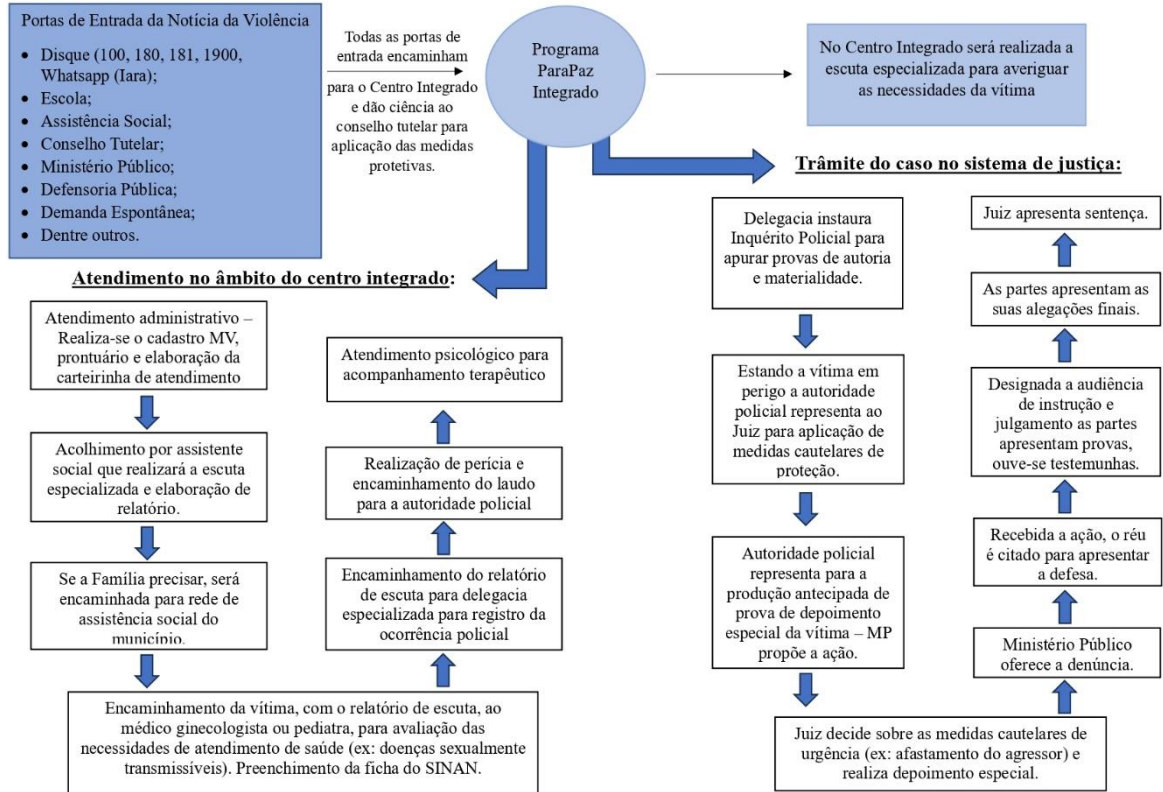 Portas de Entrada da Notícia da Violência
• Disque (100, 180, 181, 1900,
Whatsapp (Iara);
• Escola;
• Assistência Social;
• Conselho Tutelar;
• Ministério Público;
• Defensoria Pública;
• Demanda Espontânea;
• Dentre outros.
Todas as portas de
entrada encaminham
para o Centro Integrado
e dão ciência ao
conselho tutelar para
aplicação das medidas
protetivas.
Programa
ParaPaz
Integrado
No Centro Integrado será realizada a
escuta especializada para averiguar
as necessidades da vítima
Atendimento no âmbito do centro integrado:
Atendimento administrativo –
Realiza-se o cadastro MV,
prontuário e elaboração da
carteirinha de atendimento
Acolhimento por assistente
social que realizará a escuta
especializada e elaboração de
relatório.
Se a Família precisar, será
encaminhada para rede de
assistência social do
município.
Encaminhamento da vítima, com o relatório de escuta, ao
médico ginecologista ou pediatra, para avaliação das
necessidades de atendimento de saúde (ex: doenças sexualmente
transmissíveis). Preenchimento da ficha do SINAN.
Encaminhamento do relatório
de escuta para delegacia
especializada para registro da
ocorrência policial
Realização de perícia e
encaminhamento do laudo
para a autoridade policial
Atendimento psicológico para
acompanhamento terapêutico
Trâmite do caso no sistema de justiça:
Delegacia instaura
Inquérito Policial para
apurar provas de autoria
e materialidade.
Estando a vítima em
perigo a autoridade
policial representa ao
Juiz para aplicação de
medidas cautelares de
proteção.
Autoridade policial
representa para a
produção antecipada de
prova de depoimento
especial da vítima – MP
propõe a ação.
Juiz decide sobre as medidas cautelares de
urgência (ex: afastamento do agressor) e
realiza depoimento especial.
Ministério Público
oferece a denúncia.
Recebida a ação, o réu
é citado para apresentar
a defesa.
Designada a audiência
de instrução e
julgamento as partes
apresentam provas,
ouve-se testemunhas.
As partes apresentam as
suas alegações finais.
Juiz apresenta sentença.